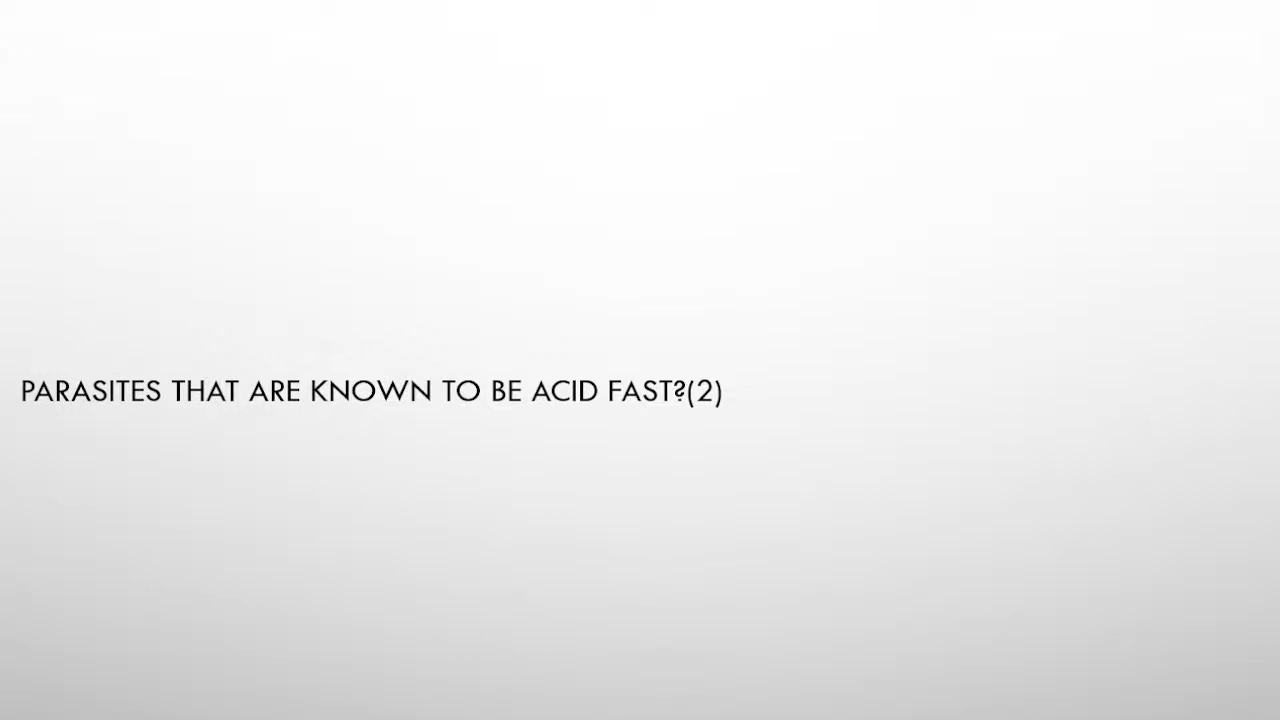 PARASITES THAT ARE KNOWN TO BE ACID FAST?(2)